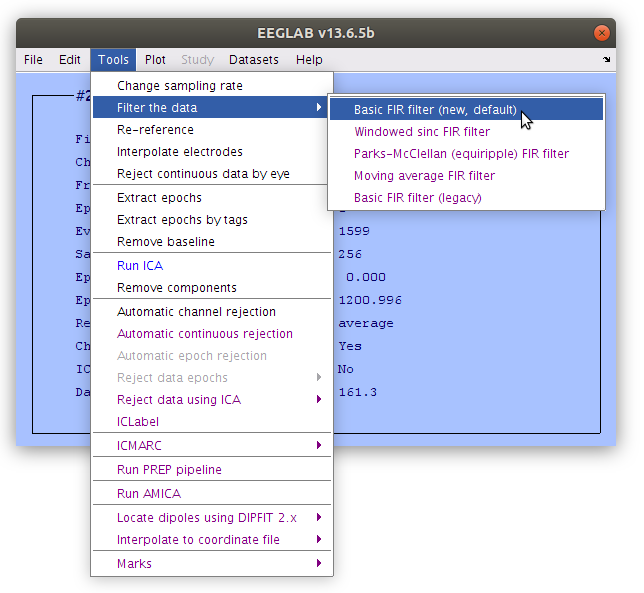 EEGLAB v13.6.5b
File Edit Tools Plot Study Datasets Help
#2
Change sampling rate
Filter the data
Re-reference
Interpolate electrodes
Reject continuous data by eye
Extract epochs
Extract epochs by tags
Remove baseline
Run ICA
Remove components
Automatic channel rejection
Automatic continuous rejection
Automatic epoch rejection
Reject data epochs
Reject data using ICA
ICLabel
ICMARC
Run PREP pipeline
Run AMICA
Locate dipoles using DIPFIT 2.x
Interpolate to coordinate file
Marks
Basic FIR filter (new, default)
Windowed sinc FIR filter
Parks-McClellan (equiripple) FIR filter
Moving average FIR filter
Basic FIR filter (legacy)
Fi
Ch
Fr
Ep
Ev 1599
Sa 256
Ep 0.000
Ep 1200.996
Re average
Ch Yes
IC No
Da 161.3